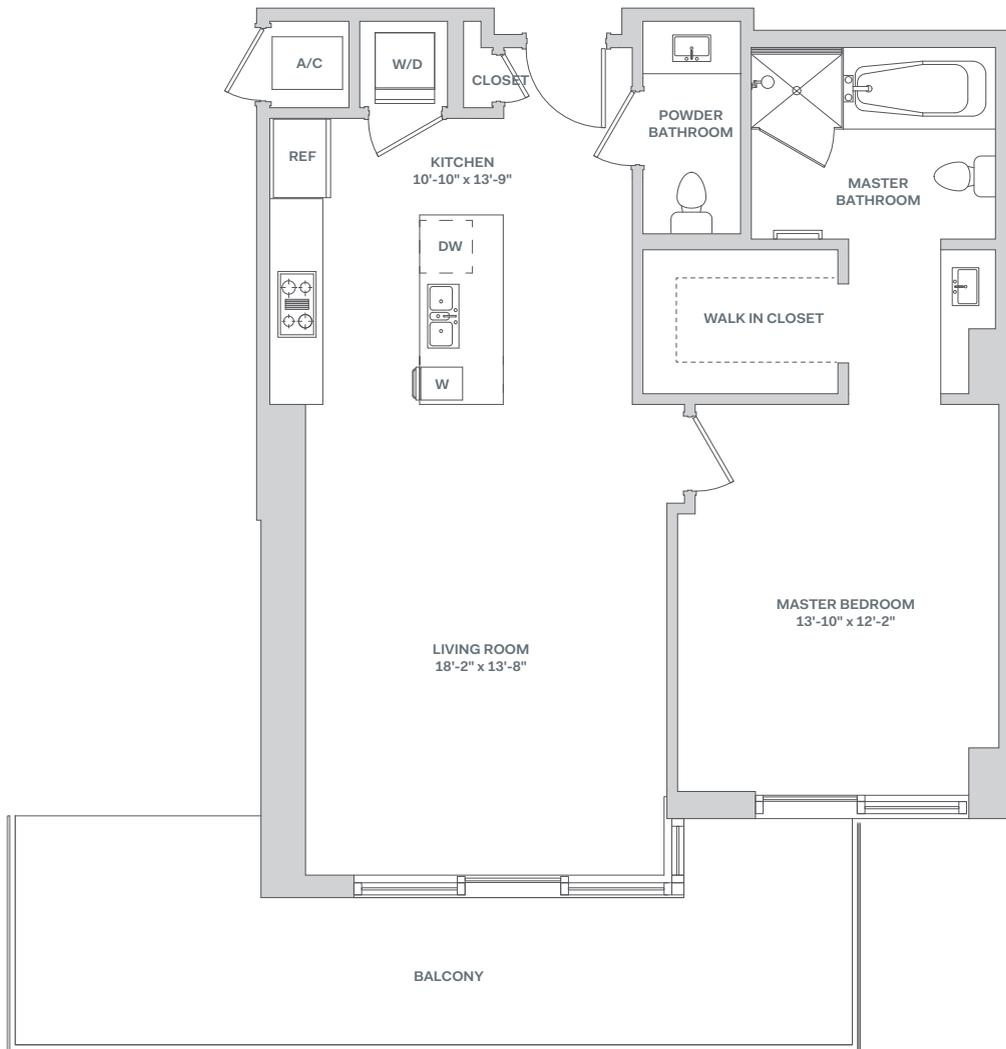 A/C
W/D
CLOSET
POWDER
BATHROOM
REF
KITCHEN
10'-10" x 13'-9"
MASTER
BATHROOM
DW
WALK IN CLOSET
W
MASTER BEDROOM
13'-10" x 12'-2"
LIVING ROOM
18'-2" x 13'-8"
BALCONY